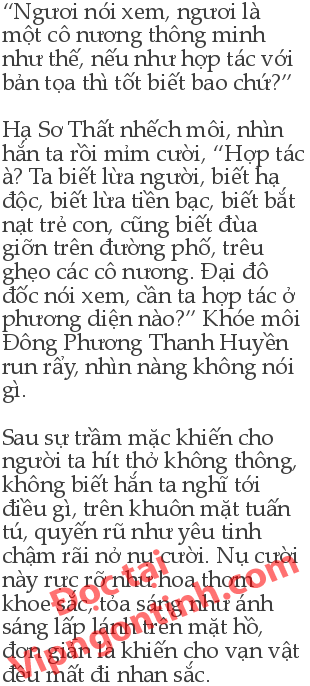 “Ngươi nói xem, ngươi là
một cô nương thông minh
như thế, nếu như hợp tác với
bản tọa thì tốt biết bao chứ?”
Hạ Sơ Thất nhếch môi, nhìn
hắn ta rồi mỉm cười, “Hợp tác
à? Ta biết lừa người, biết hạ
độc, biết lừa tiền bạc, biết bắt
nạt trẻ con, cũng biết đùa
giỡn trên đường phố, trêu
ghẹo các cô nương. Đại đô
đốc nói xem, cần ta hợp tác ở
phương diện nào?” Khóe môi
Đông Phương Thanh Huyền
run rẩy, nhìn nàng không nói
gì.
Sau sự trầm mặc khiến cho
người ta hít thở không thông,
không biết hắn ta nghĩ tới
điều gì, trên khuôn mặt tuấn
tú, quyến rũ như yêu tinh
chậm rãi nở nụ cười. Nụ cười
này rực rỡ như hoa thơm
khoe sắc, tỏa sáng như ánh
sáng lấp lánh trên mặt hồ,
đơn giản là khiến cho vạn vật
đều mất đi nhan sắc.
Đọc tại
Vipngontinh.com